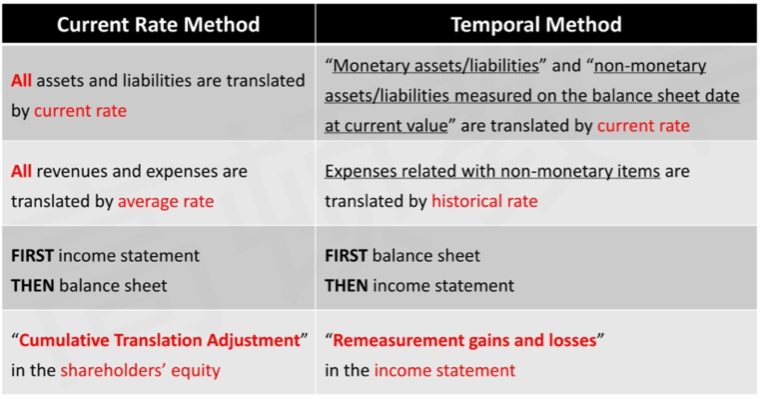 Current Rate Method
Temporal Method
All assets and liabilities are translated
by current rate
“Monetary assets/liabilities” and “non-monetary
assets/liabilities measured on the balance sheet date
at current value” are translated by current rate
All revenues and expenses are
translated by average rate
Expenses related with non-monetary items are
translated by historical rate
FIRST income statement
THEN balance sheet
FIRST balance sheet
THEN income statement
“Cumulative Translation Adjustment”
in the shareholders’ equity
“Remeasurement gains and losses”
in the income statement